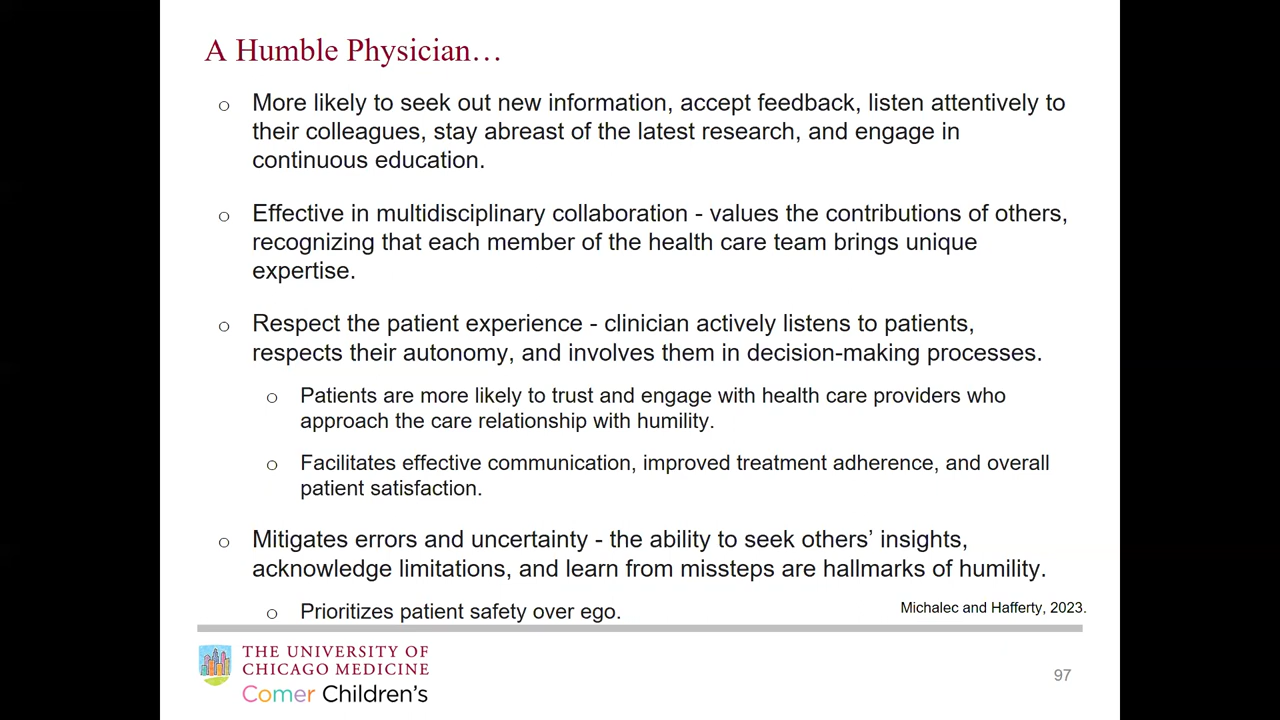 A Humble Physician…
o More likely to seek out new information, accept feedback, listen attentively to
their colleagues, stay abreast of the latest research, and engage in
continuous education.
o Effective in multidisciplinary collaboration - values the contributions of others,
recognizing that each member of the health care team brings unique
expertise.
o Respect the patient experience - clinician actively listens to patients,
respects their autonomy, and involves them in decision-making processes.
o Patients are more likely to trust and engage with health care providers who
approach the care relationship with humility.
o Facilitates effective communication, improved treatment adherence, and overall
patient satisfaction.
o Mitigates errors and uncertainty - the ability to seek others’ insights,
acknowledge limitations, and learn from missteps are hallmarks of humility.
o Prioritizes patient safety over ego.
Michalec and Hafferty, 2023.
THE UNIVERSITY OF
CHICAGO MEDICINE
Comer Children's
97